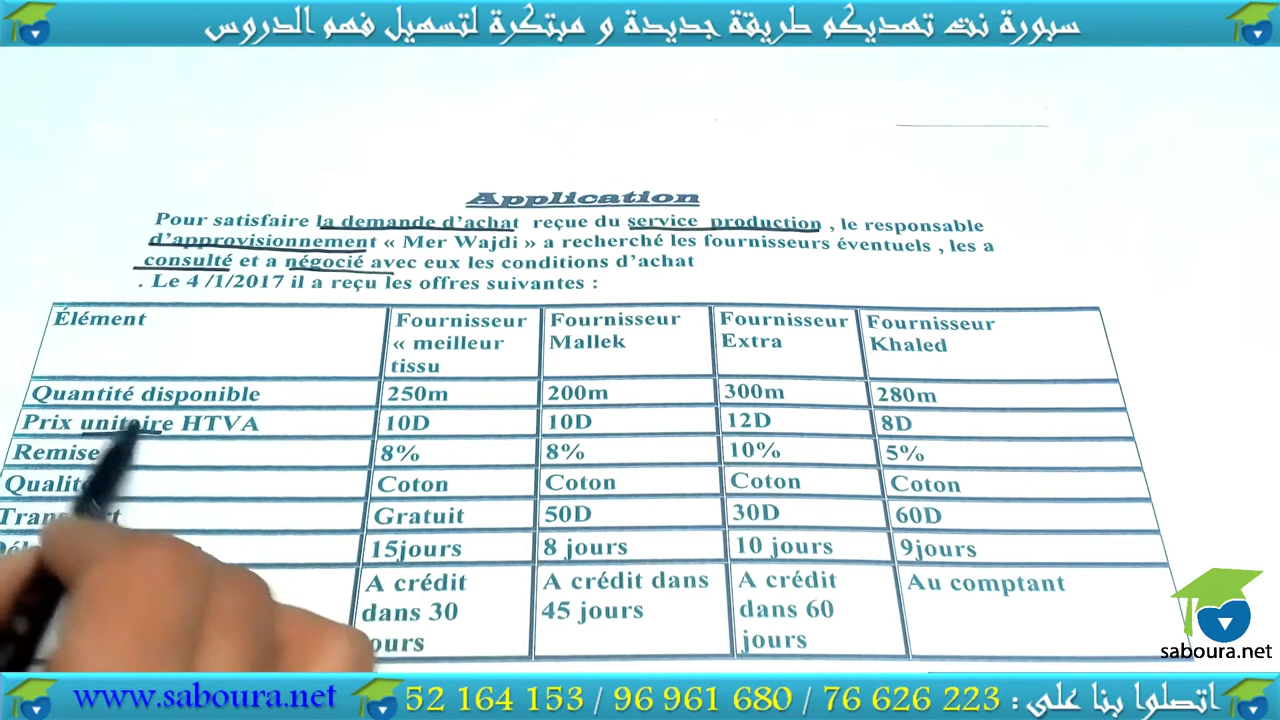 سبورة نت تهديكم طريقة جديدة و مبتكرة لتسهيل فهم الدروس
Application
Pour satisfaire la demande d'achat reçue du service production , le responsable
d'approvisionnement « Mer Wajdi » a recherché les fournisseurs éventuels , les a
consulté et a négocié avec eux les conditions d'achat
. Le 4 /1/2017 il a reçu les offres suivantes :
Élément Fournisseur « meilleur tissu Fournisseur Mallek Fournisseur Extra Fournisseur Khaled
Quantité disponible 250m 200m 300m 280m
Prix unitaire HTVA 10D 10D 12D 8D
Remise 8% 8% 10% 5%
Qualité Coton Coton Coton Coton
Transport Gratuit 50D 30D 60D
15jours 8 jours 10 jours 9jours
A crédit dans 30 jours A crédit dans 45 jours A crédit dans 60 jours Au comptant
saboura.net
www.saboura.net 52 164 153 / 96 961 680 / 76 626 223 : اتصلوا بنا على